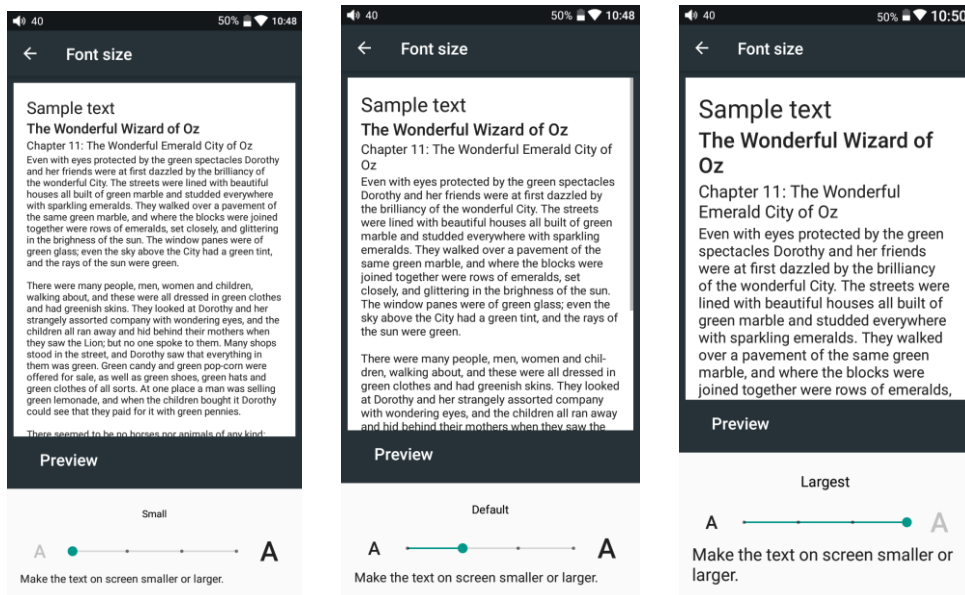 40
50%
10:48
Font size
Sample text
The Wonderful Wizard of Oz
Chapter 11: The Wonderful Emerald City of Oz
Even with eyes protected by the green spectacles Dorothy
and her friends were at first dazzled by the brilliancy of
the wonderful City. The streets were lined with beautiful
houses all built of green marble and studded everywhere
with sparkling emeralds. They walked over a pavement of
the same green marble, and where the blocks were joined
together were rows of emeralds, set closely, and glittering
in the brighness of the sun. The window panes were of
green glass; even the sky above the City had a green tint,
and the rays of the sun were green.
There were many people, men, women and children,
walking about, and these were all dressed in green clothes
and had greenish skins. They looked at Dorothy and her
strangely assorted company with wondering eyes, and the
children all ran away and hid behind their mothers when
they saw the Lion; but no one spoke to them. Many shops
stood in the street, and Dorothy saw that everything in
them was green. Green candy and green pop-corn were
offered for sale, as well as green shoes, green hats and
green clothes of all sorts. At one place a man was selling
green lemonade, and when the children bought it Dorothy
could see that they paid for it with green pennies.
There seemed to be no horses nor animals of any kind;
Preview
Small
A
A
Make the text on screen smaller or larger.
40
50%
10:48
Font size
Sample text
The Wonderful Wizard of Oz
Chapter 11: The Wonderful Emerald City of
Oz
Even with eyes protected by the green spectacles
Dorothy and her friends were at first dazzled by
the brilliancy of the wonderful City. The streets
were lined with beautiful houses all built of green
marble and studded everywhere with sparkling
emeralds. They walked over a pavement of the
same green marble, and where the blocks were
joined together were rows of emeralds, set
closely, and glittering in the brighness of the sun.
The window panes were of green glass; even the
sky above the City had a green tint, and the rays of
the sun were green.
There were many people, men, women and chil-
dren, walking about, and these were all dressed in
green clothes and had greenish skins. They looked
at Dorothy and her strangely assorted company
with wondering eyes, and the children all ran away
and hid behind their mothers when they saw the
Preview
Default
A
A
Make the text on screen smaller or larger.
40
50%
10:50
Font size
Sample text
The Wonderful Wizard of
Oz
Chapter 11: The Wonderful
Emerald City of Oz
Even with eyes protected by the green
spectacles Dorothy and her friends
were at first dazzled by the brilliancy
of the wonderful City. The streets were
lined with beautiful houses all built of
green marble and studded everywhere
with sparkling emeralds. They walked
over a pavement of the same green
marble, and where the blocks were
joined together were rows of emeralds,
Preview
Largest
A
A
Make the text on screen smaller or
larger.